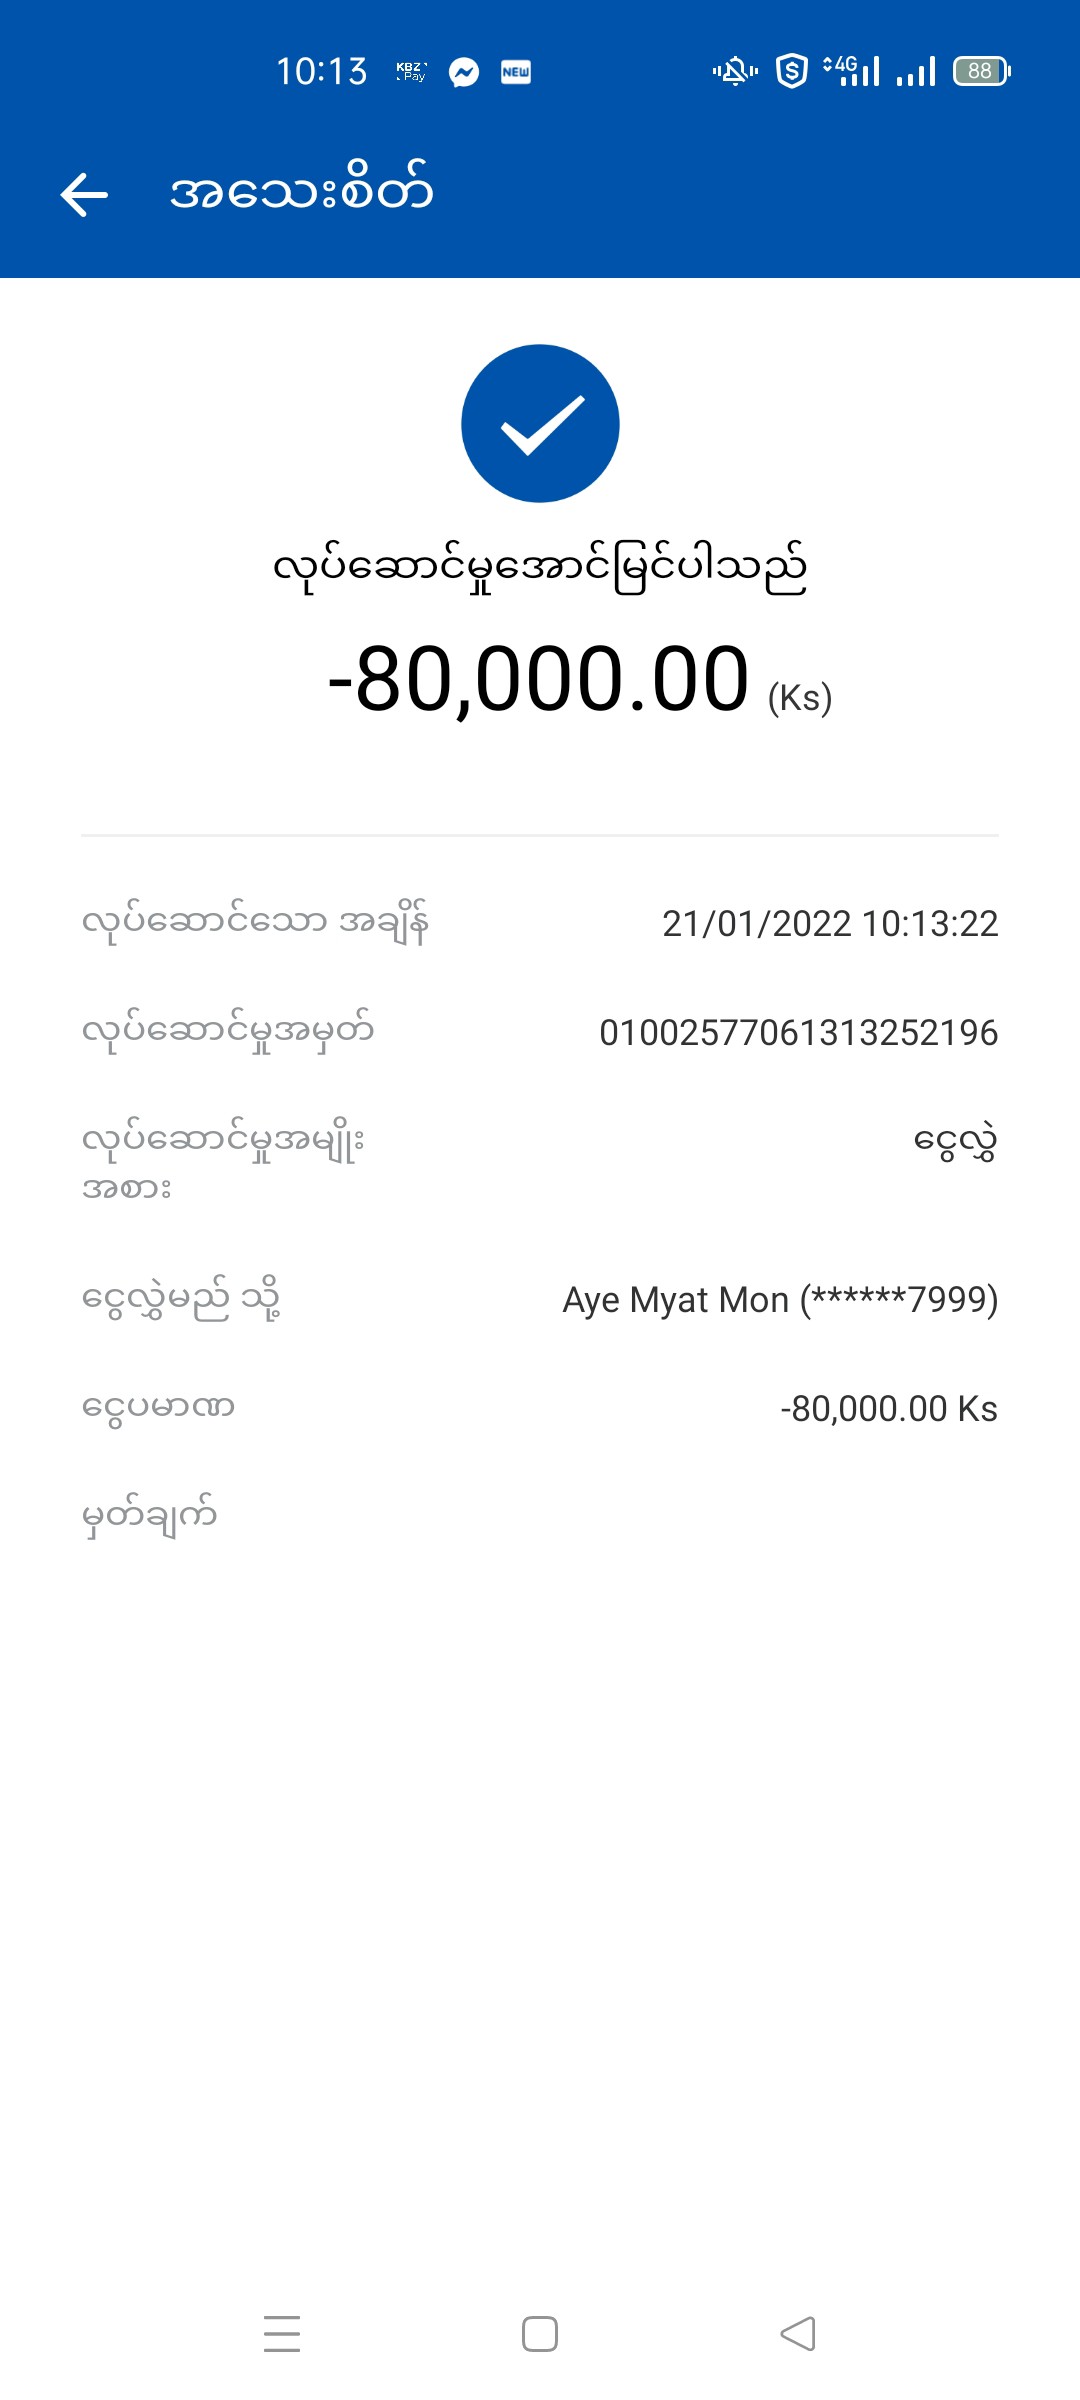 10:13 KBZ Pay NEW $ 4G 88
အသေးစိတ်
လုပ်ဆောင်မှုအောင်မြင်ပါသည်
-80,000.00 (Ks)
လုပ်ဆောင်သော အချိန် 21/01/2022 10:13:22
လုပ်ဆောင်မှုအမှတ် 01002577061313252196
လုပ်ဆောင်မှုအမျိုး ငွေလွှဲ
အစား
ငွေလွှဲမည် သို့ Aye Myat Mon (******7999)
ငွေပမာဏ -80,000.00 Ks
မှတ်ချက်